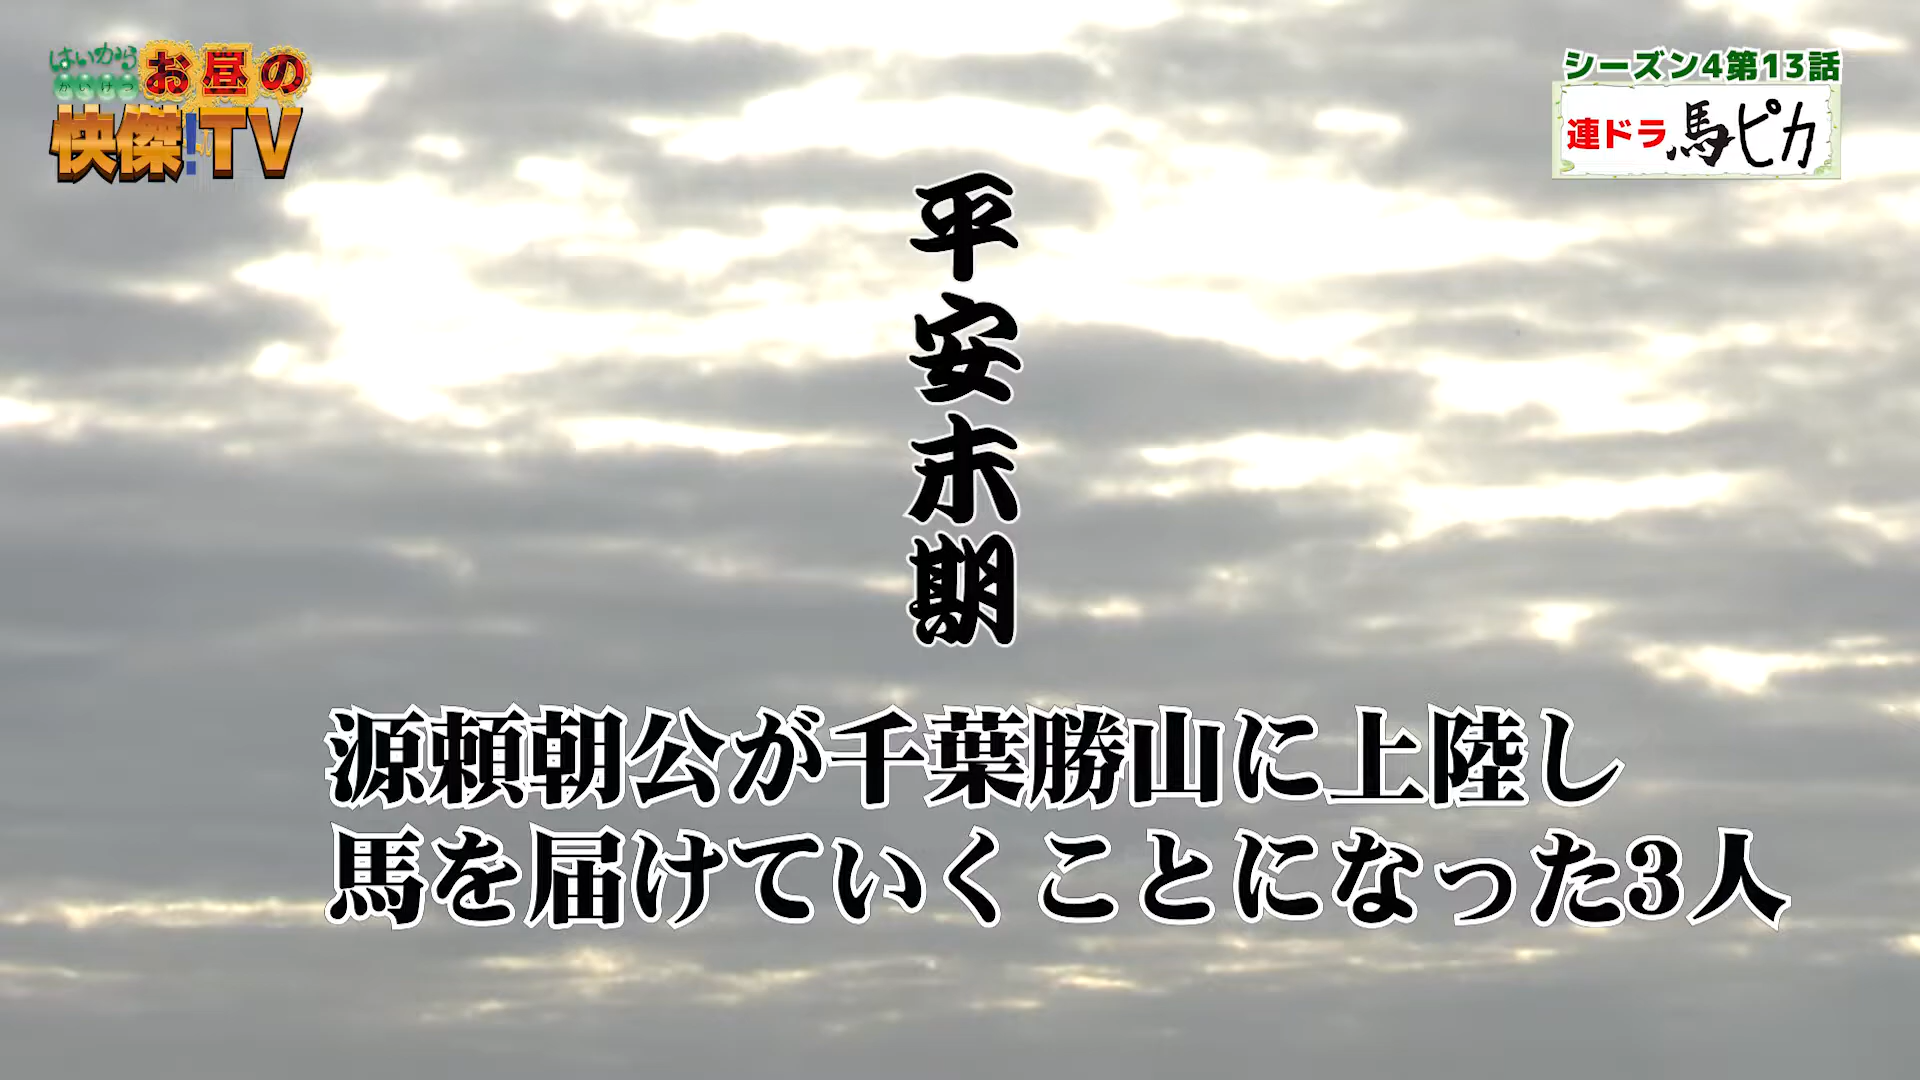 はいから
かいけつ
お昼の
快傑!TV
シーズン4第13話
連ドラ 馬ピカ
平安末期
源頼朝公が千葉勝山に上陸し
馬を届けていくことになった3人